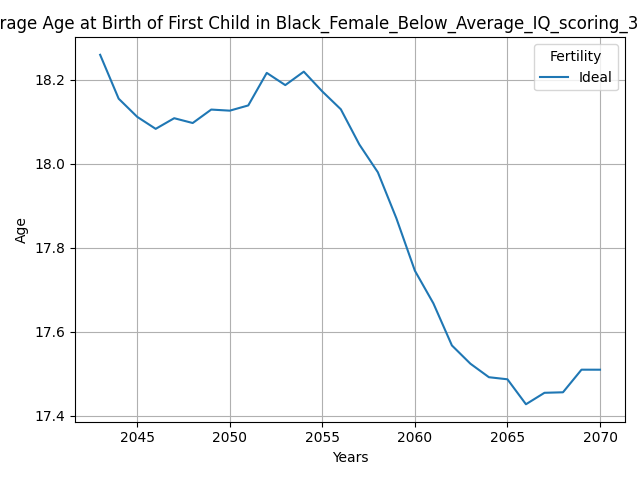 rage Age at Birth of First Child in Black_Female_Below_Average_IQ_scoring_3
Fertility
Ideal
18.2
18.0
17.8
17.6
17.4
Age
2045 2050 2055 2060 2065 2070
Years